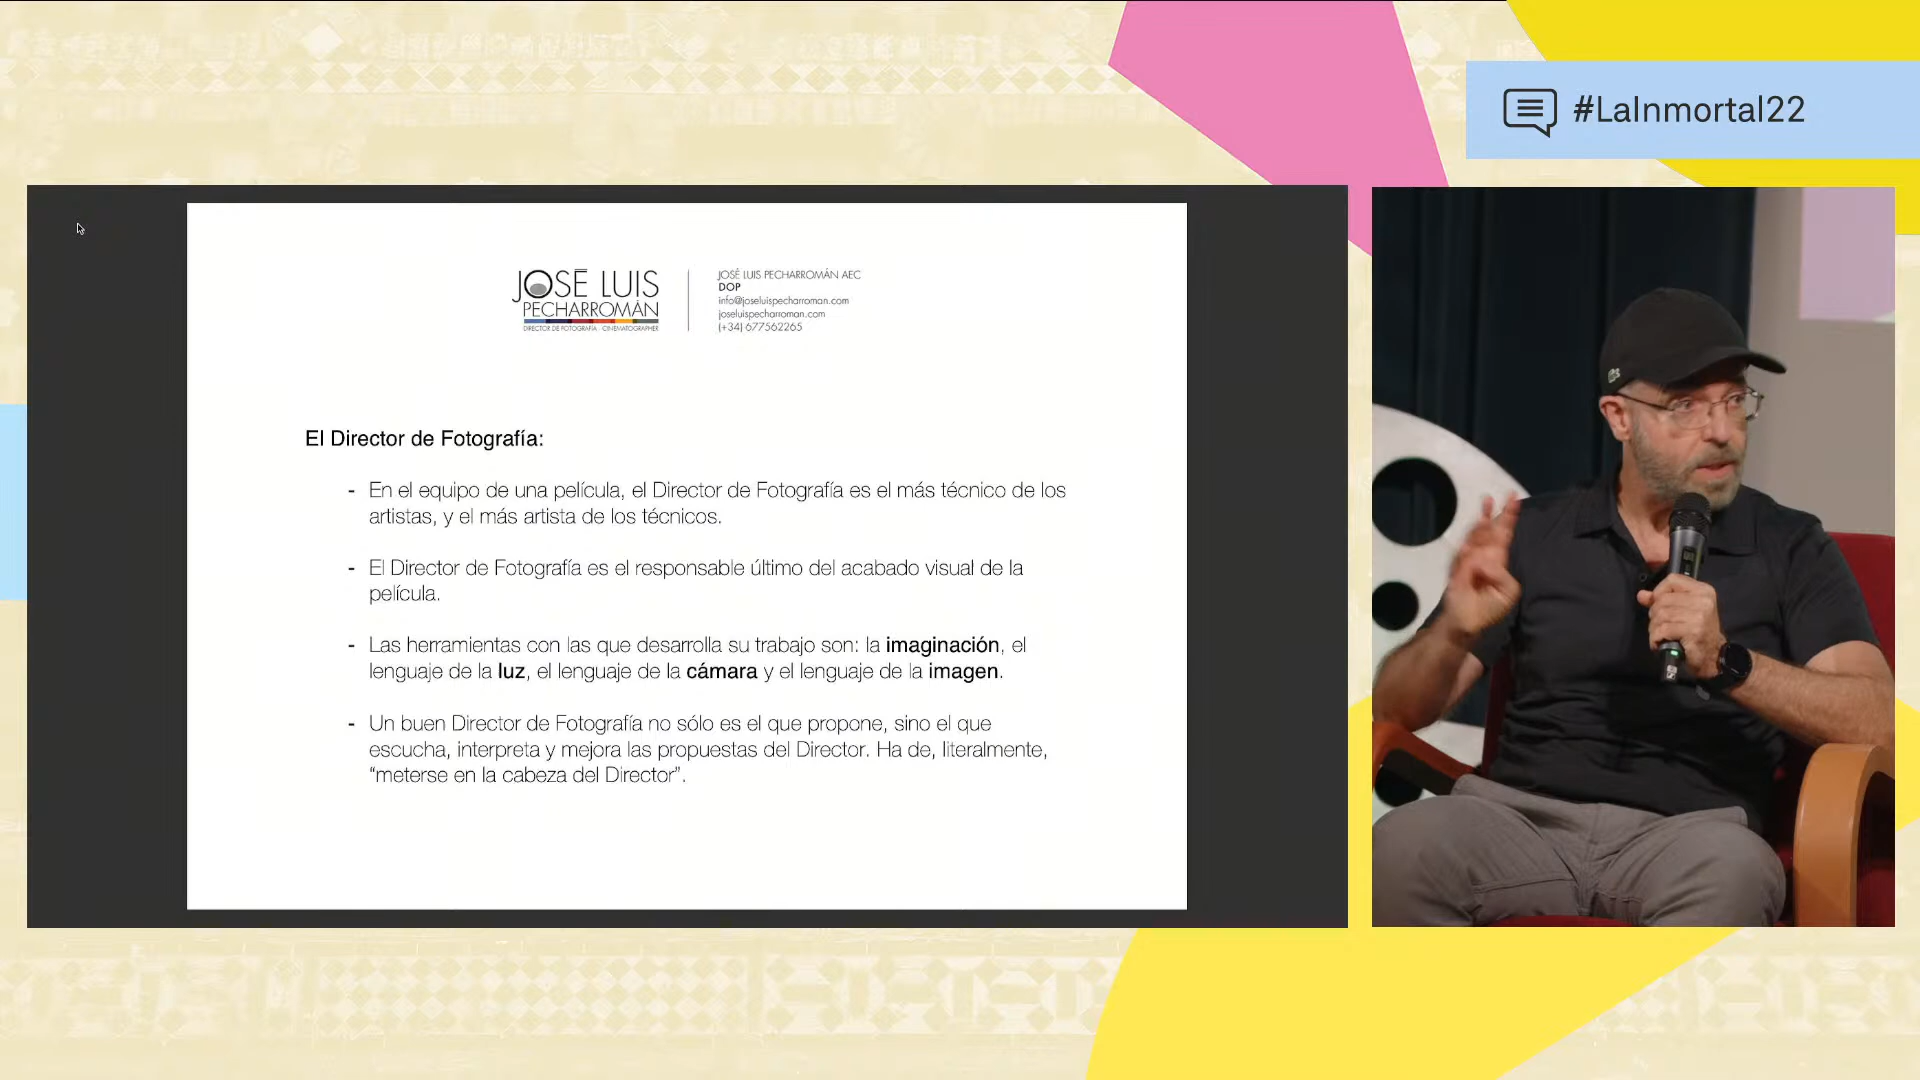 #LaInmortal22
JOSÉ LUIS
PECHARROMÁN
DIRECTOR DE FOTOGRAFÍA · CINEMATOGRAPHER
JOSÉ LUIS PECHARROMÁN AEC
DOP
info@joseluispecharroman.com
joseluispecharroman.com
(+34) 677562265
El Director de Fotografía:
- En el equipo de una película, el Director de Fotografía es el más técnico de los
artistas, y el más artista de los técnicos.
- El Director de Fotografía es el responsable último del acabado visual de la
película.
- Las herramientas con las que desarrolla su trabajo son: la imaginación, el
lenguaje de la luz, el lenguaje de la cámara y el lenguaje de la imagen.
- Un buen Director de Fotografía no sólo es el que propone, sino el que
escucha, interpreta y mejora las propuestas del Director. Ha de, literalmente,
“meterse en la cabeza del Director”.